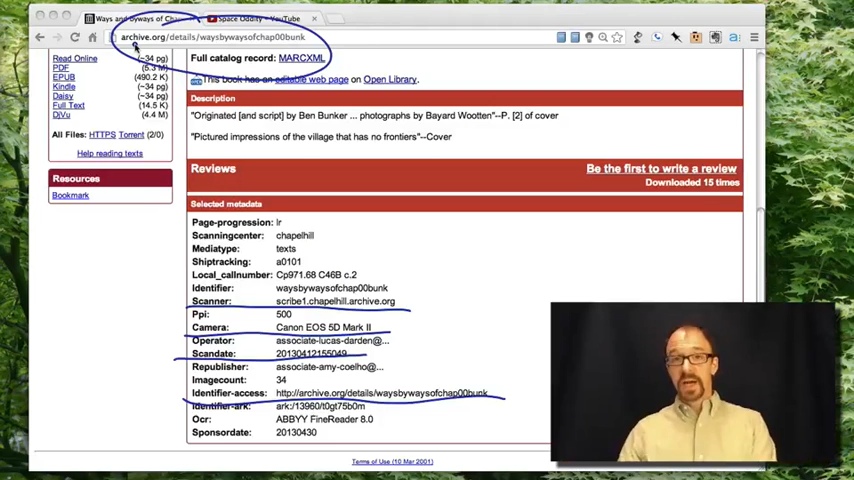 Ways and byways of Cha
Space Oddity - YouTube
archive.org/details/waysbywaysofchap00bunk
Read Online (~34 pg)
PDF (5.3 M)
EPUB (490.2 K)
Kindle (~34 pg)
Daisy (~34 pg)
Full Text (14.5 K)
DjVu (4.4 M)
All Files: HTTPS Torrent (2/0)
Help reading texts
Resources
Bookmark
Full catalog record: MARCXML
This book has an editable web page on Open Library.
Description
"Originated [and script] by Ben Bunker ... photographs by Bayard Wootten"--P. [2] of cover
"Pictured impressions of the village that has no frontiers"--Cover
Reviews
Be the first to write a review
Downloaded 15 times
Selected metadata
Page-progression: lr
Scanningcenter: chapelhill
Mediatype: texts
Shiptracking: a0101
Local_callnumber: Cp971.68 C46B c.2
Identifier: waysbywaysofchap00bunk
Scanner: scribe1.chapelhill.archive.org
Ppi: 500
Camera: Canon EOS 5D Mark II
Operator: associate-lucas-darden@...
Scandate: 20130412155049
Republisher: associate-amy-coelho@...
Imagecount: 34
Identifier-access: http://archive.org/details/waysbywaysofchap00bunk
Identifier-ark: ark:/13960/t0gt75b0m
Ocr: ABBYY FineReader 8.0
Sponsordate: 20130430
Terms of Use (10 Mar 2001)